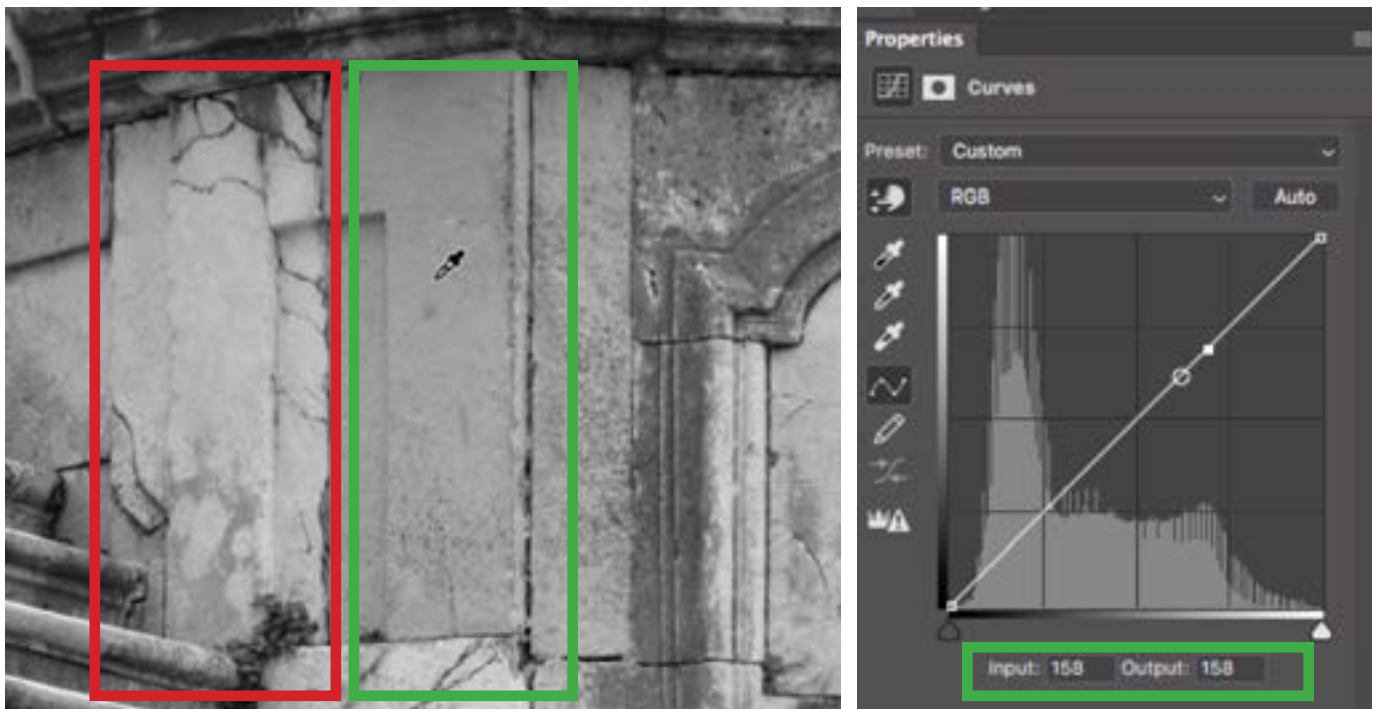 Properties
Curves
Preset: Custom
RGB Auto
Input: 158 Output: 158